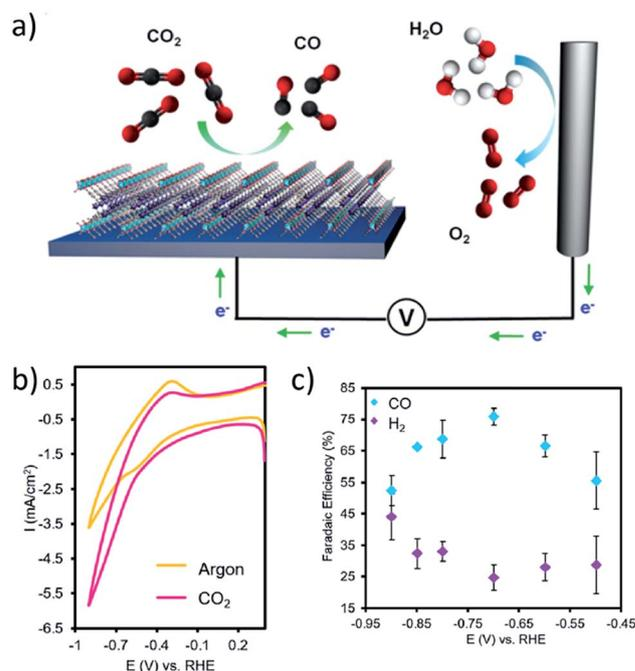 a)
CO2
CO
H2O
O2
e-
V
e-
e-
e-
b)
0.5
-0.5
-1.5
-2.5
-3.5
-4.5
-5.5
-6.5
I (mA/cm2)
Argon
CO2
-1
-0.7
-0.4
-0.1
0.2
E (V) vs. RHE
c)
85
75
65
55
45
35
25
15
Faradaic Efficiency (%)
CO
H2
-0.95
-0.85
-0.75
-0.65
-0.55
-0.45
E (V) vs. RHE